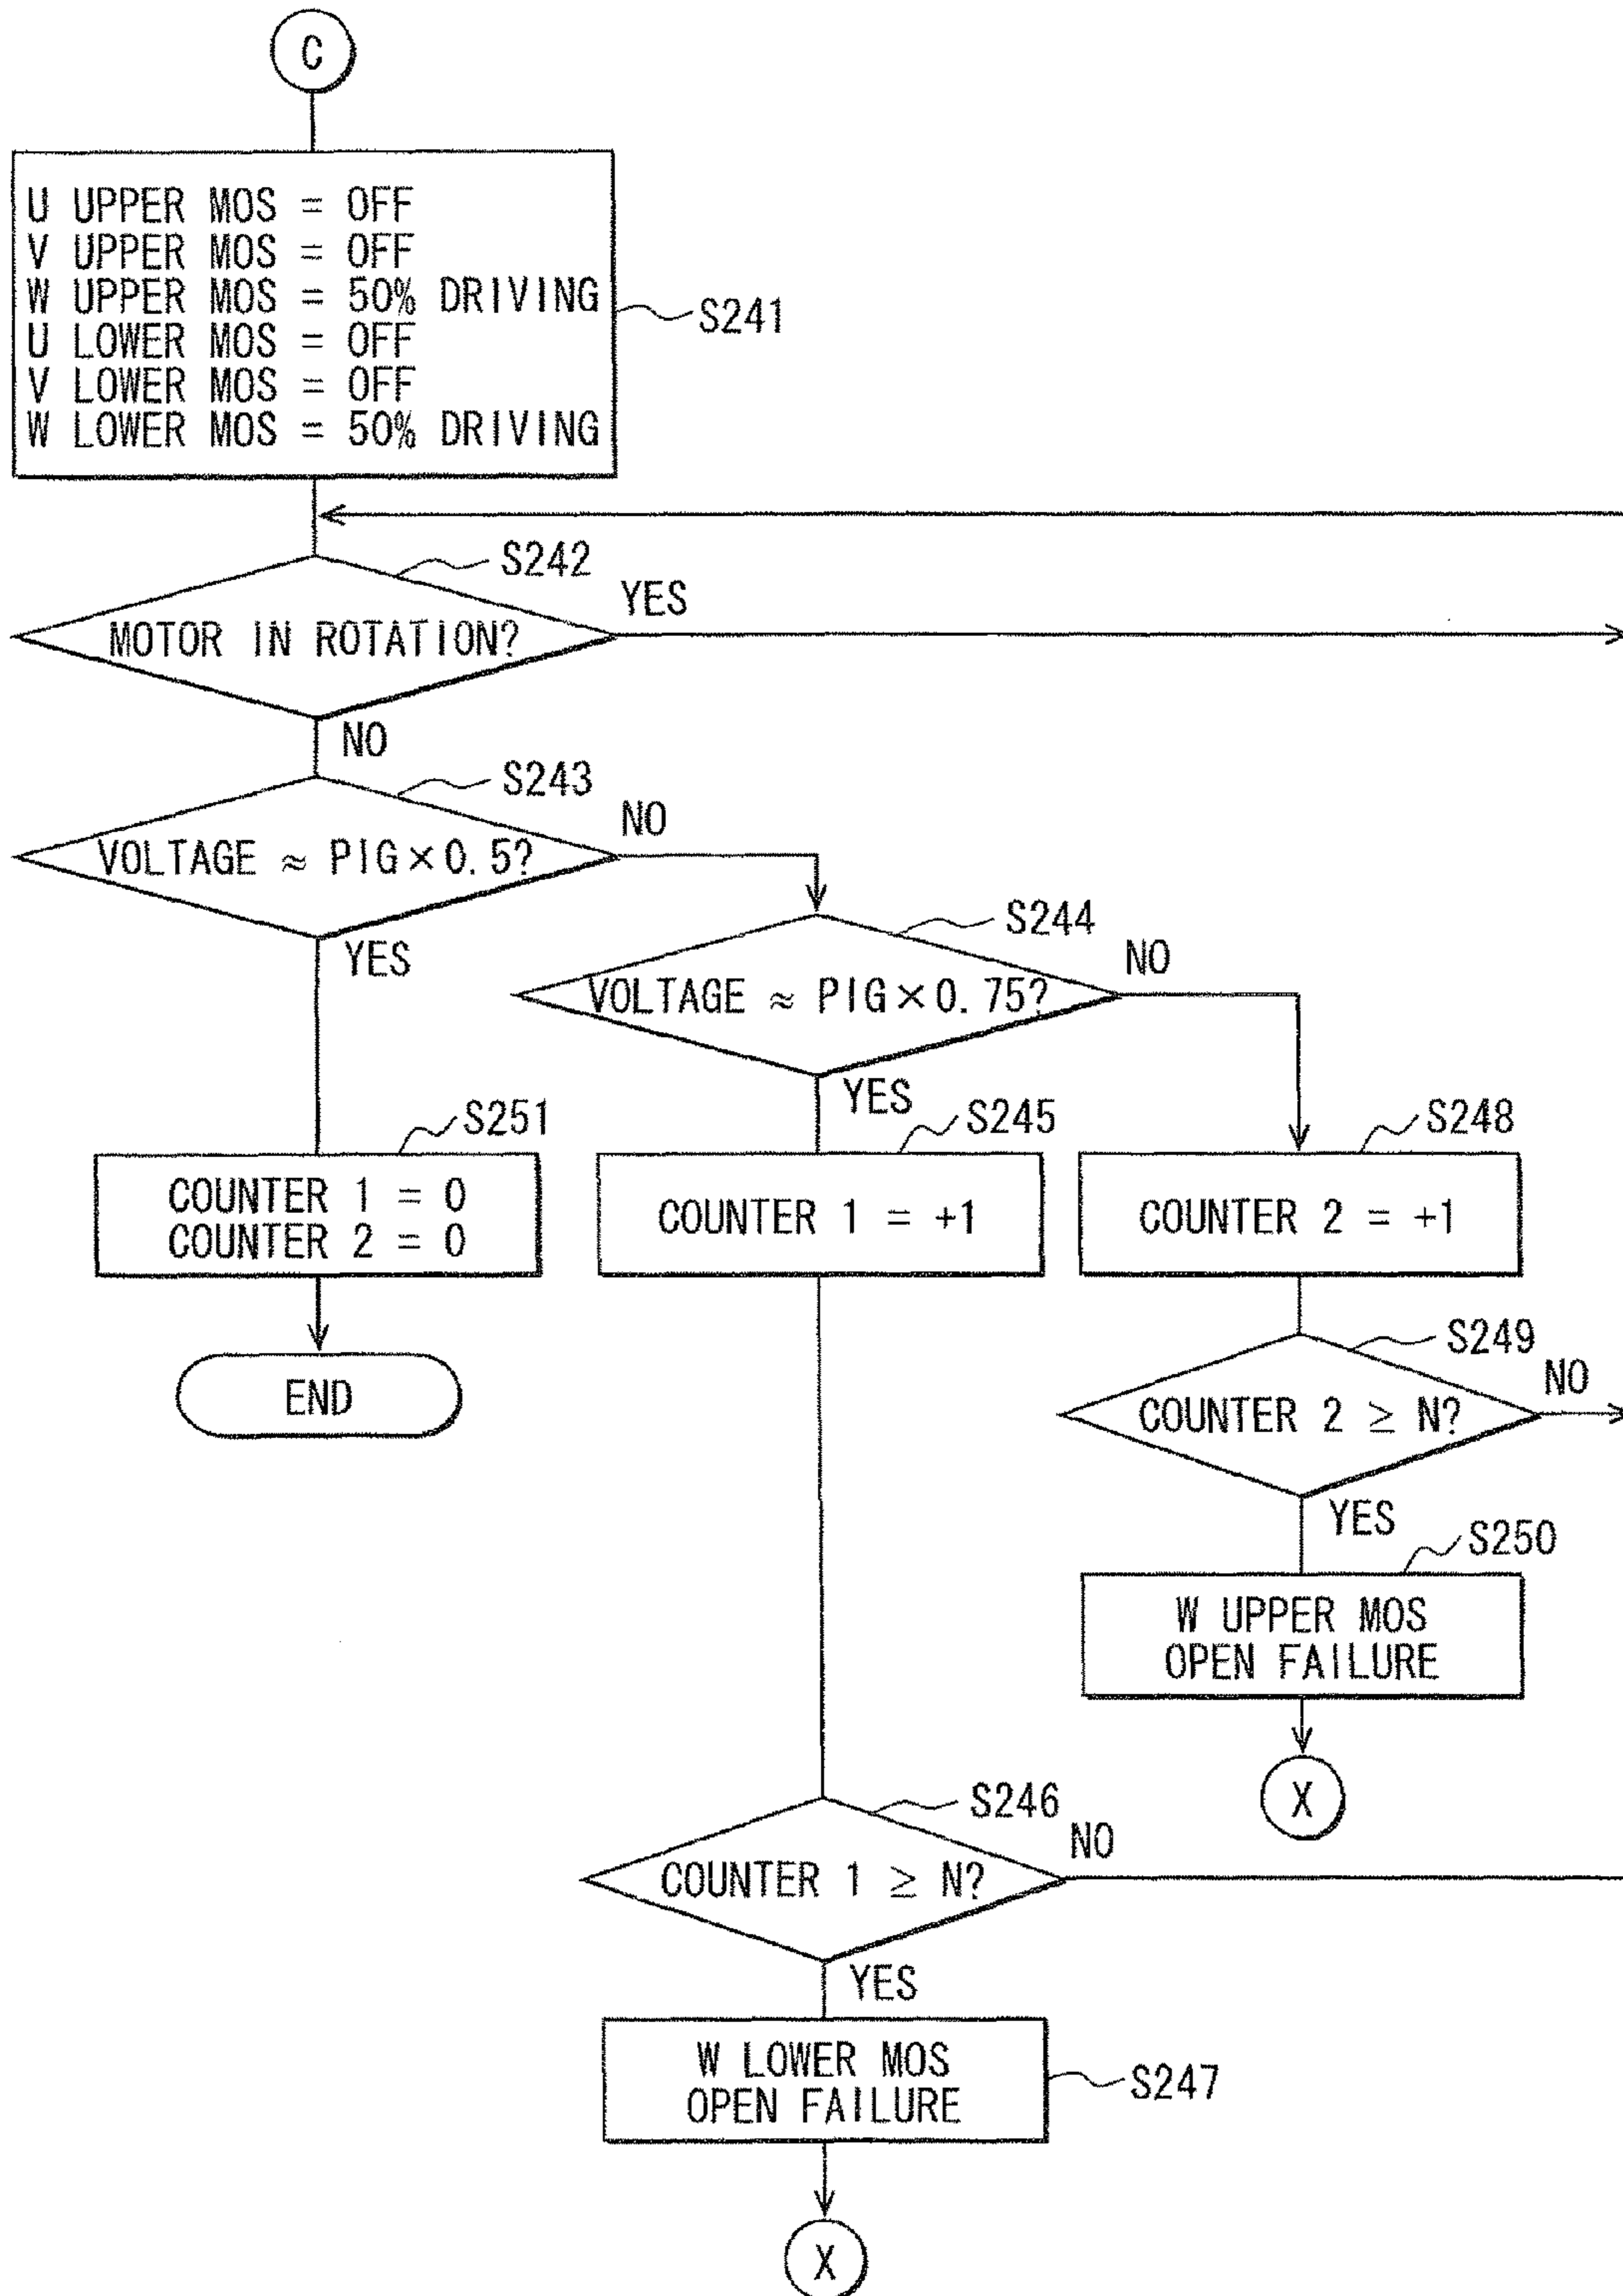 C
U UPPER MOS = OFF
V UPPER MOS = OFF
W UPPER MOS = 50% DRIVING
U LOWER MOS = OFF
V LOWER MOS = OFF
W LOWER MOS = 50% DRIVING
S241
S242
MOTOR IN ROTATION?
YES
NO
S243
VOLTAGE ≈ PIG×0.5?
NO
YES
S244
VOLTAGE ≈ PIG×0.75?
NO
YES
S251
COUNTER 1 = 0
COUNTER 2 = 0
END
S245
COUNTER 1 = +1
S248
COUNTER 2 = +1
S249
COUNTER 2 ≥ N?
NO
YES
S250
W UPPER MOS
OPEN FAILURE
X
S246
COUNTER 1 ≥ N?
NO
YES
W LOWER MOS
OPEN FAILURE
S247
X